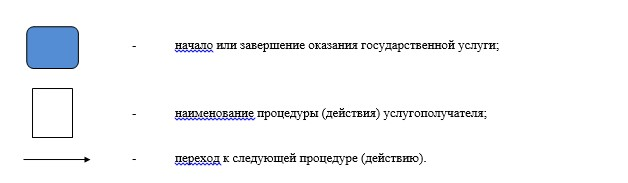 - начало или завершение оказания государственной услуги;
- наименование процедуры (действия) услугополучателя;
- переход к следующей процедуре (действию).